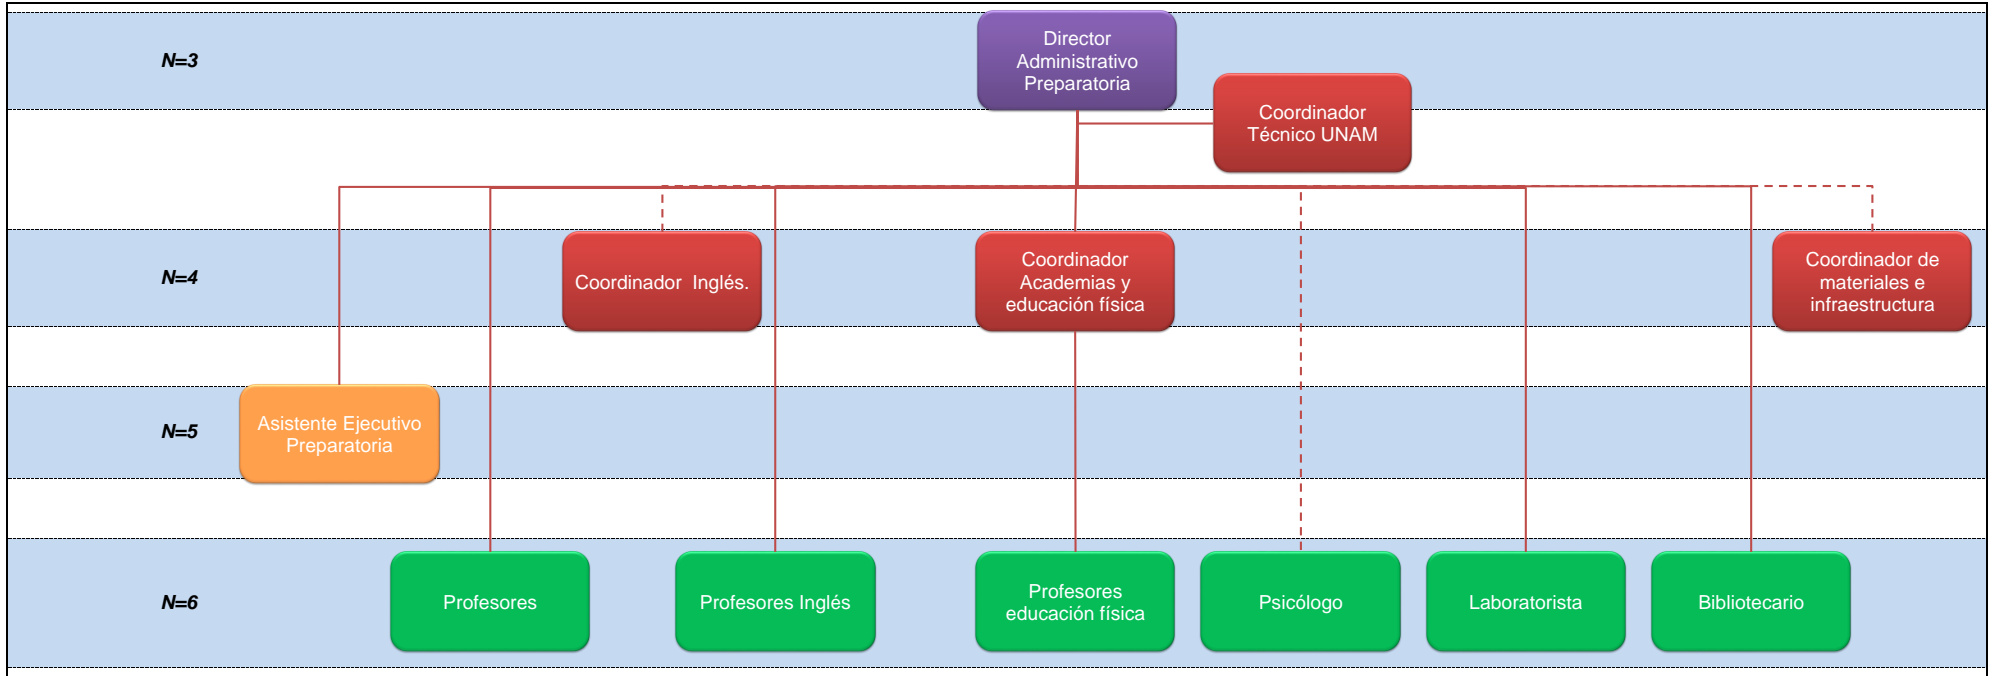 N=3
Director
Administrativo
Preparatoria
Coordinador
Técnico UNAM
N=4
Coordinador  Inglés.
Coordinador
Academias y
educación física
Coordinador de
materiales e
infraestructura
N=5
Asistente Ejecutivo
Preparatoria
N=6
Profesores
Profesores Inglés
Profesores
educación física
Psicólogo
Laboratorista
Bibliotecario